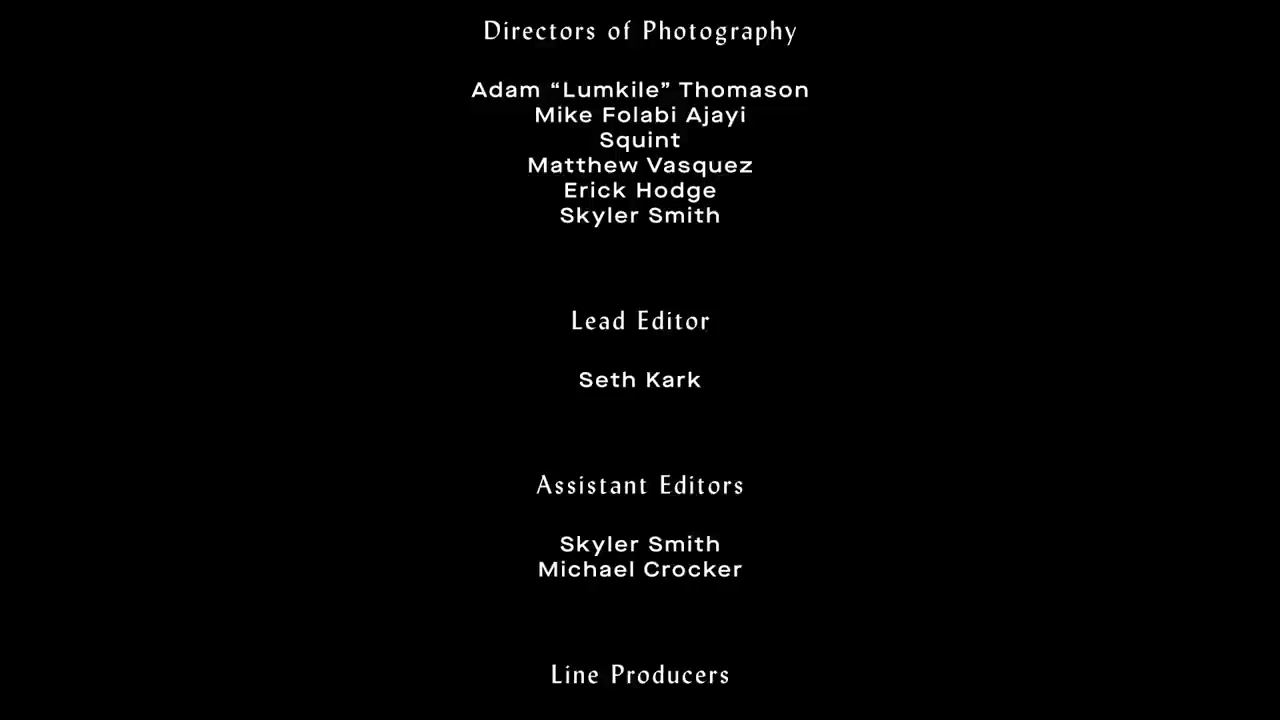 Directors of Photography
Adam “Lumkile” Thomason
Mike Folabi Ajayi
Squint
Matthew Vasquez
Erick Hodge
Skyler Smith
Lead Editor
Seth Kark
Assistant Editors
Skyler Smith
Michael Crocker
Line Producers